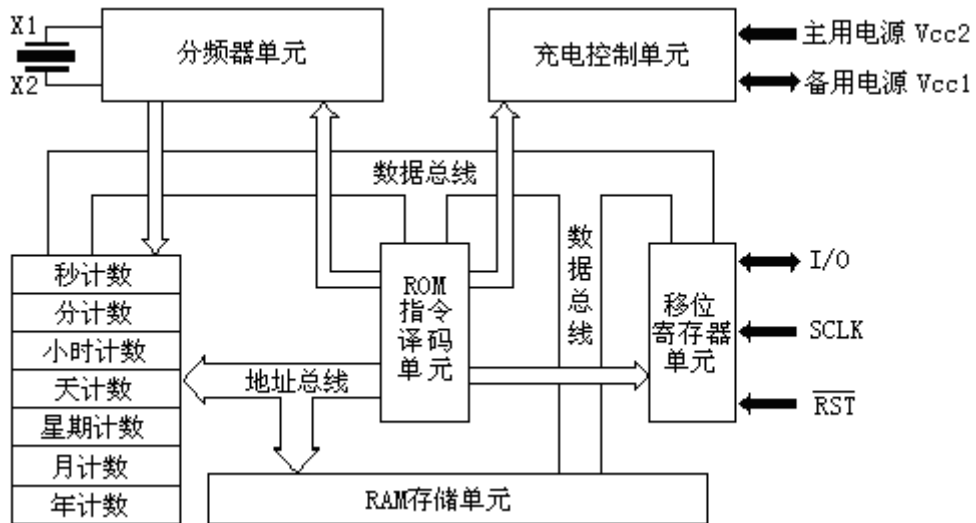 X1
X2
分频器单元
充电控制单元
主用电源 Vcc2
备用电源 Vcc1
数据总线
数据总线
秒计数
分计数
小时计数
天计数
星期计数
月计数
年计数
ROM
指令
译码
单元
地址总线
移位
寄存器
单元
I/O
SCLK
R̅S̅T̅
RAM存储单元